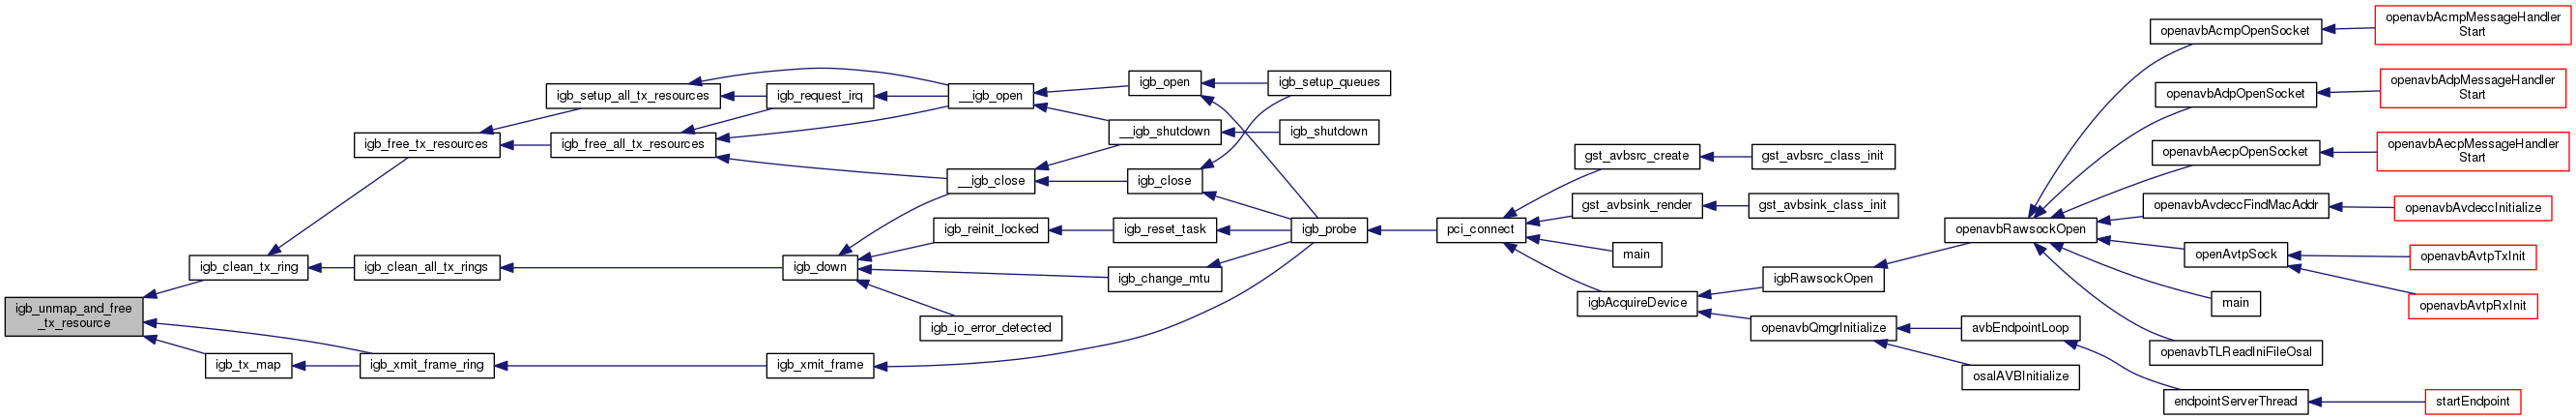 igb_unmap_and_free
_tx_resource
igb_clean_tx_ring
igb_tx_map
igb_free_tx_resources
igb_clean_all_tx_rings
igb_xmit_frame_ring
igb_setup_all_tx_resources
igb_free_all_tx_resources
igb_request_irq
igb_down
igb_xmit_frame
__igb_open
__igb_close
igb_reinit_locked
igb_io_error_detected
igb_open
__igb_shutdown
igb_close
igb_reset_task
igb_change_mtu
igb_setup_queues
igb_shutdown
igb_probe
pci_connect
gst_avbsrc_create
gst_avbsink_render
main
igbAcquireDevice
gst_avbsrc_class_init
gst_avbsink_class_init
igbRawsockOpen
openavbQmgrInitialize
openavbRawsockOpen
avbEndpointLoop
osalAVBInitialize
openavbAcmpOpenSocket
openavbAdpOpenSocket
openavbAecpOpenSocket
openavbAvdeccFindMacAddr
openAvtpSock
main
openavbTLReadIniFileOsal
endpointServerThread
openavbAcmpMessageHandler
Start
openavbAdpMessageHandler
Start
openavbAecpMessageHandler
Start
openavbAvdeccInitialize
openavbAvtpTxInit
openavbAvtpRxInit
startEndpoint